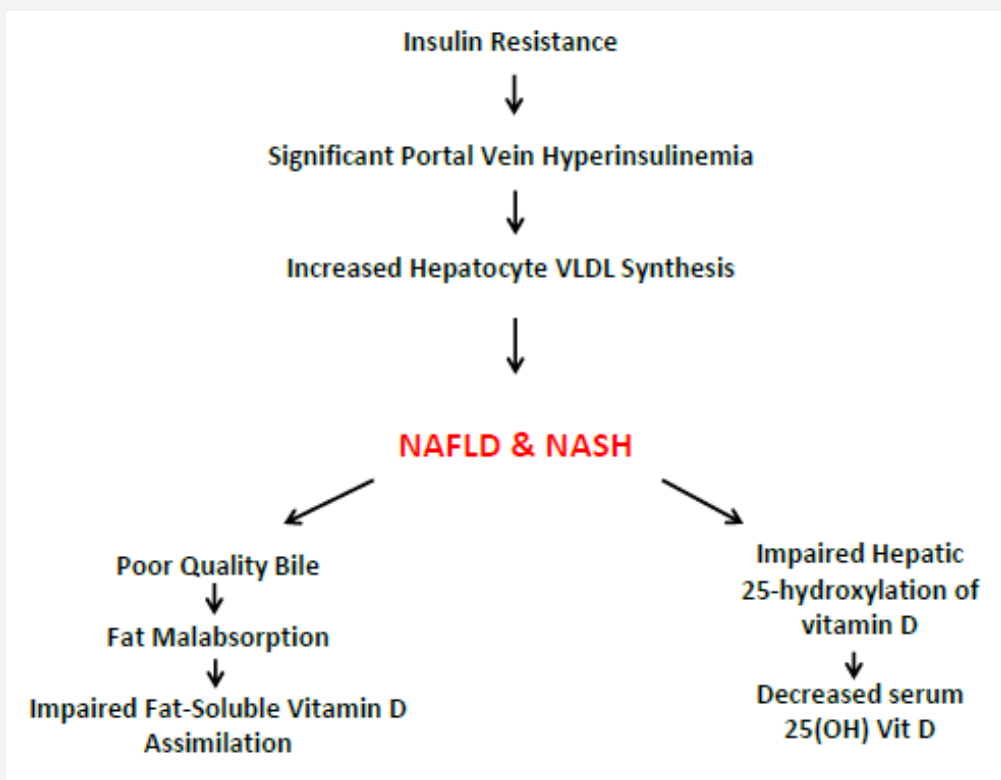 Insulin Resistance
Significant Portal Vein Hyperinsulinemia
Increased Hepatocyte VLDL Synthesis
NAFLD & NASH
Poor Quality Bile
Fat Malabsorption
Impaired Fat-Soluble Vitamin D
Assimilation
Impaired Hepatic
25-hydroxylation of
vitamin D
Decreased serum
25(OH) Vit D